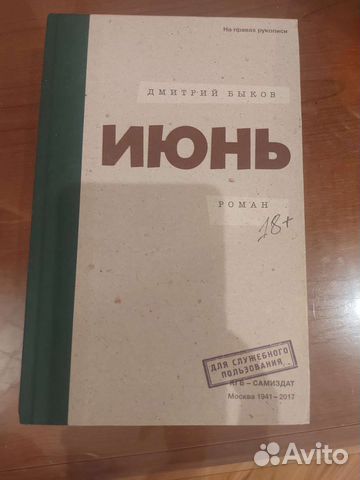 На правах рукописи
ДМИТРИЙ БЫКОВ
ИЮНЬ
РОМАН
18+
ДЛЯ СЛУЖЕБНОГО
ПОЛЬЗОВАНИЯ
КГБ – САМИЗДАТ
Москва 1941–2017
Avito